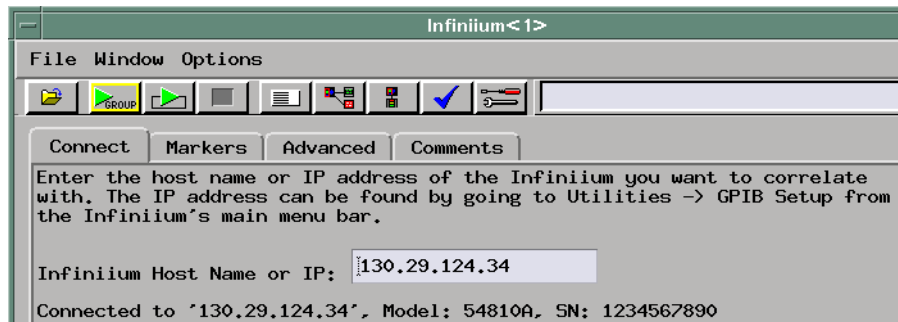 Infiniium<1>
File Window Options
GROUP
Connect Markers Advanced Comments
Enter the host name or IP address of the Infiniium you want to correlate
with. The IP address can be found by going to Utilities -> GPIB Setup from
the Infiniium's main menu bar.
Infiniium Host Name or IP: 130.29.124.34
Connected to '130.29.124.34', Model: 54810A, SN: 1234567890